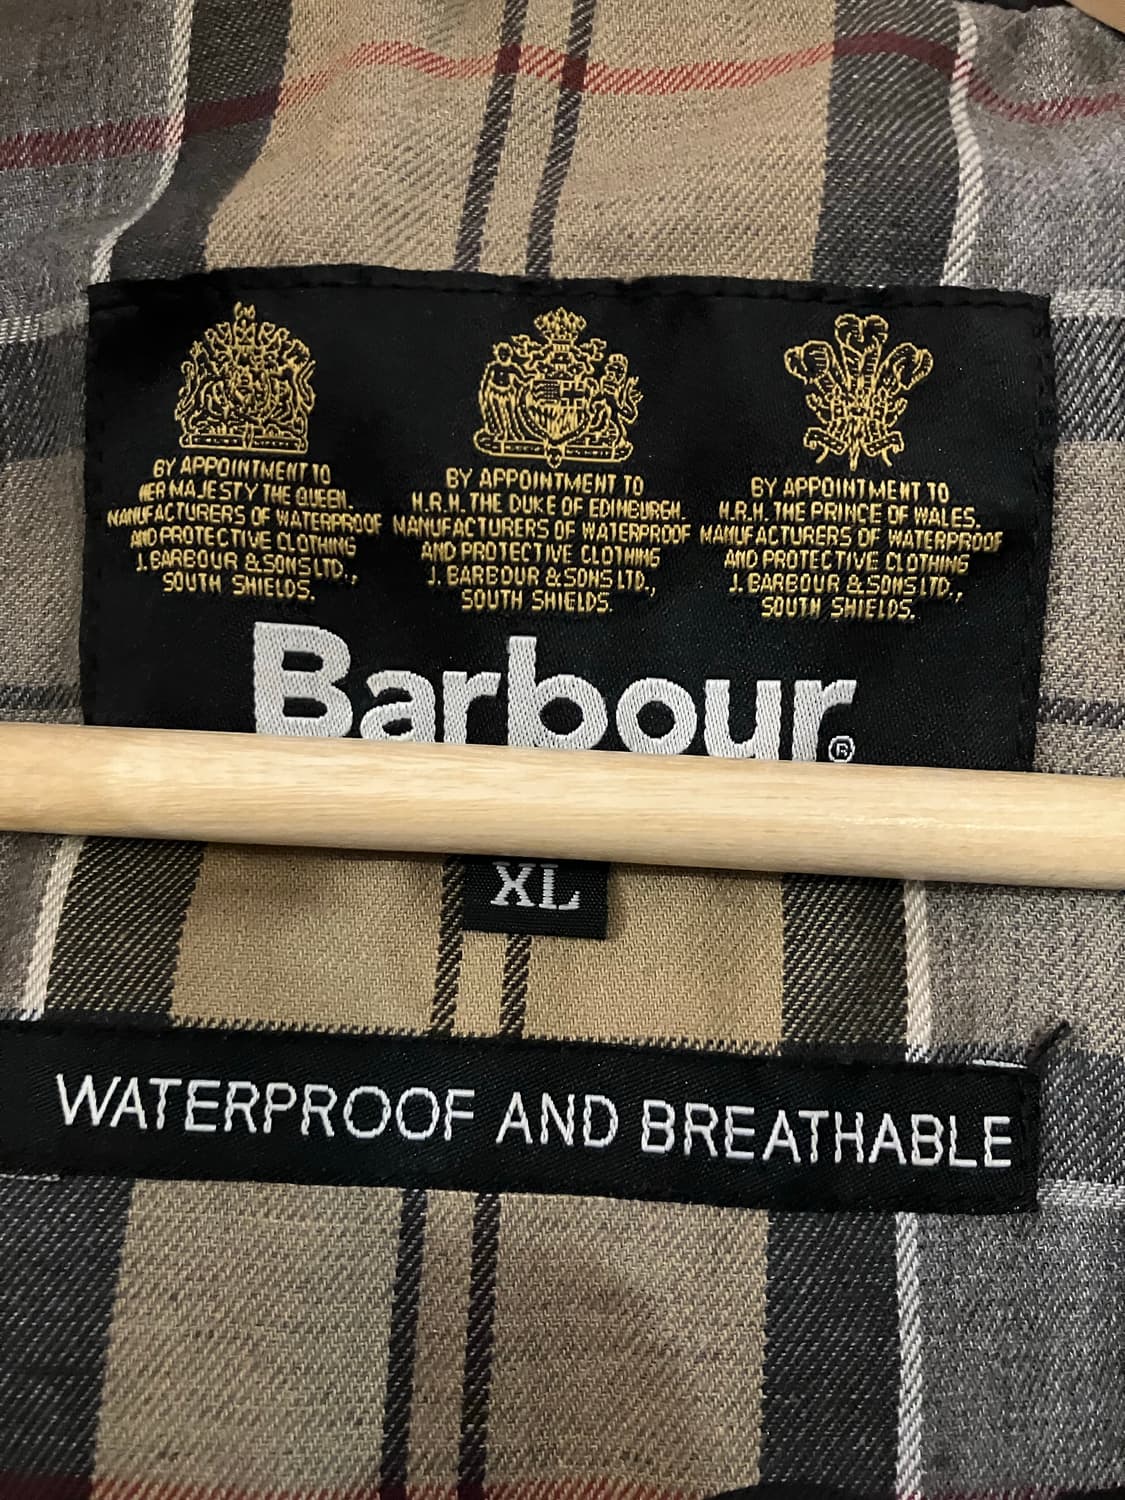 BY APPOINTMENT TO
HER MAJESTY THE QUEEN.
MANUFACTURERS OF WATERPROOF
AND PROTECTIVE CLOTHING
J. BARBOUR & SONS LTD.,
SOUTH SHIELDS.
BY APPOINTMENT TO
H.R.H. THE DUKE OF EDINBURGH.
MANUFACTURERS OF WATERPROOF
AND PROTECTIVE CLOTHING
J. BARBOUR & SONS LTD.,
SOUTH SHIELDS.
BY APPOINTMENT TO
H.R.H. THE PRINCE OF WALES.
MANUFACTURERS OF WATERPROOF
AND PROTECTIVE CLOTHING
J. BARBOUR & SONS LTD.,
SOUTH SHIELDS.
Barbour®
XL
WATERPROOF AND BREATHABLE